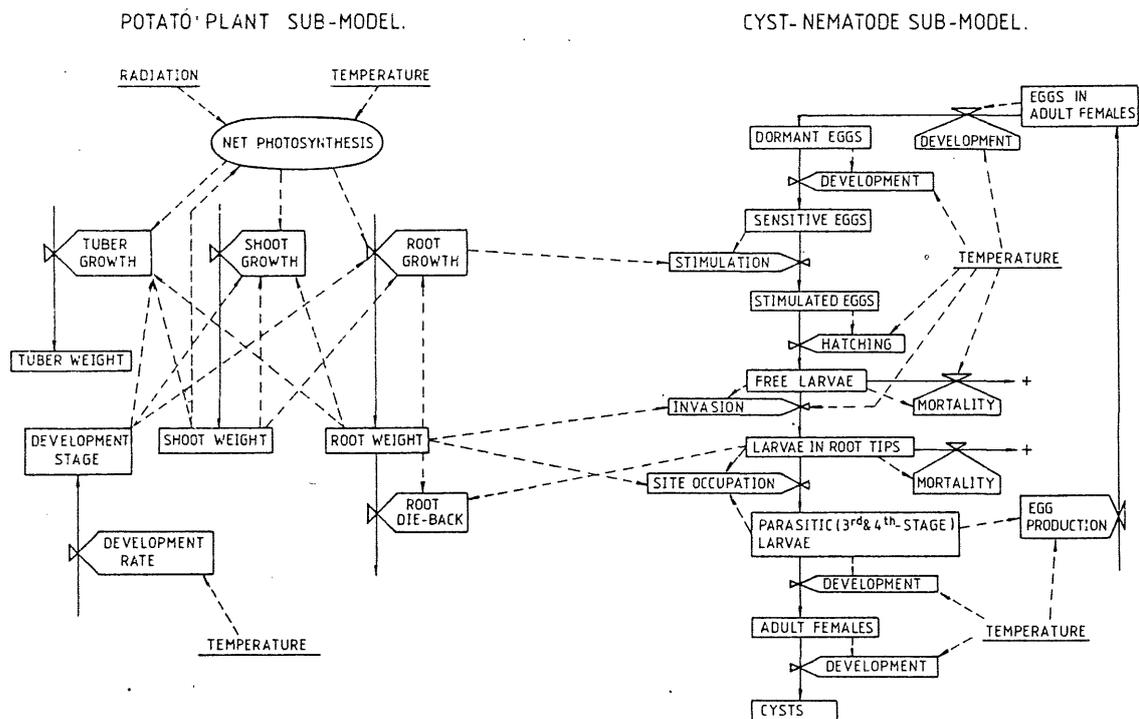 POTATO PLANT SUB-MODEL.
RADIATION
TEMPERATURE
NET PHOTOSYNTHESIS
TUBER
GROWTH
SHOOT
GROWTH
ROOT
GROWTH
TUBER WEIGHT
DEVELOPMENT
STAGE
SHOOT WEIGHT
ROOT WEIGHT
ROOT
DIE-BACK
DEVELOPMENT
RATE
TEMPERATURE
CYST-NEMATODE SUB-MODEL.
EGGS IN
ADULT FEMALES
DEVELOPMENT
DORMANT EGGS
DEVELOPMENT
SENSITIVE EGGS
STIMULATION
TEMPERATURE
STIMULATED EGGS
HATCHING
FREE LARVAE
+
INVASION
MORTALITY
LARVAE IN ROOT TIPS
+
SITE OCCUPATION
MORTALITY
PARASITIC (3rd & 4th-STAGE)
LARVAE
EGG
PRODUCTION
DEVELOPMENT
ADULT FEMALES
TEMPERATURE
DEVELOPMENT
CYSTS